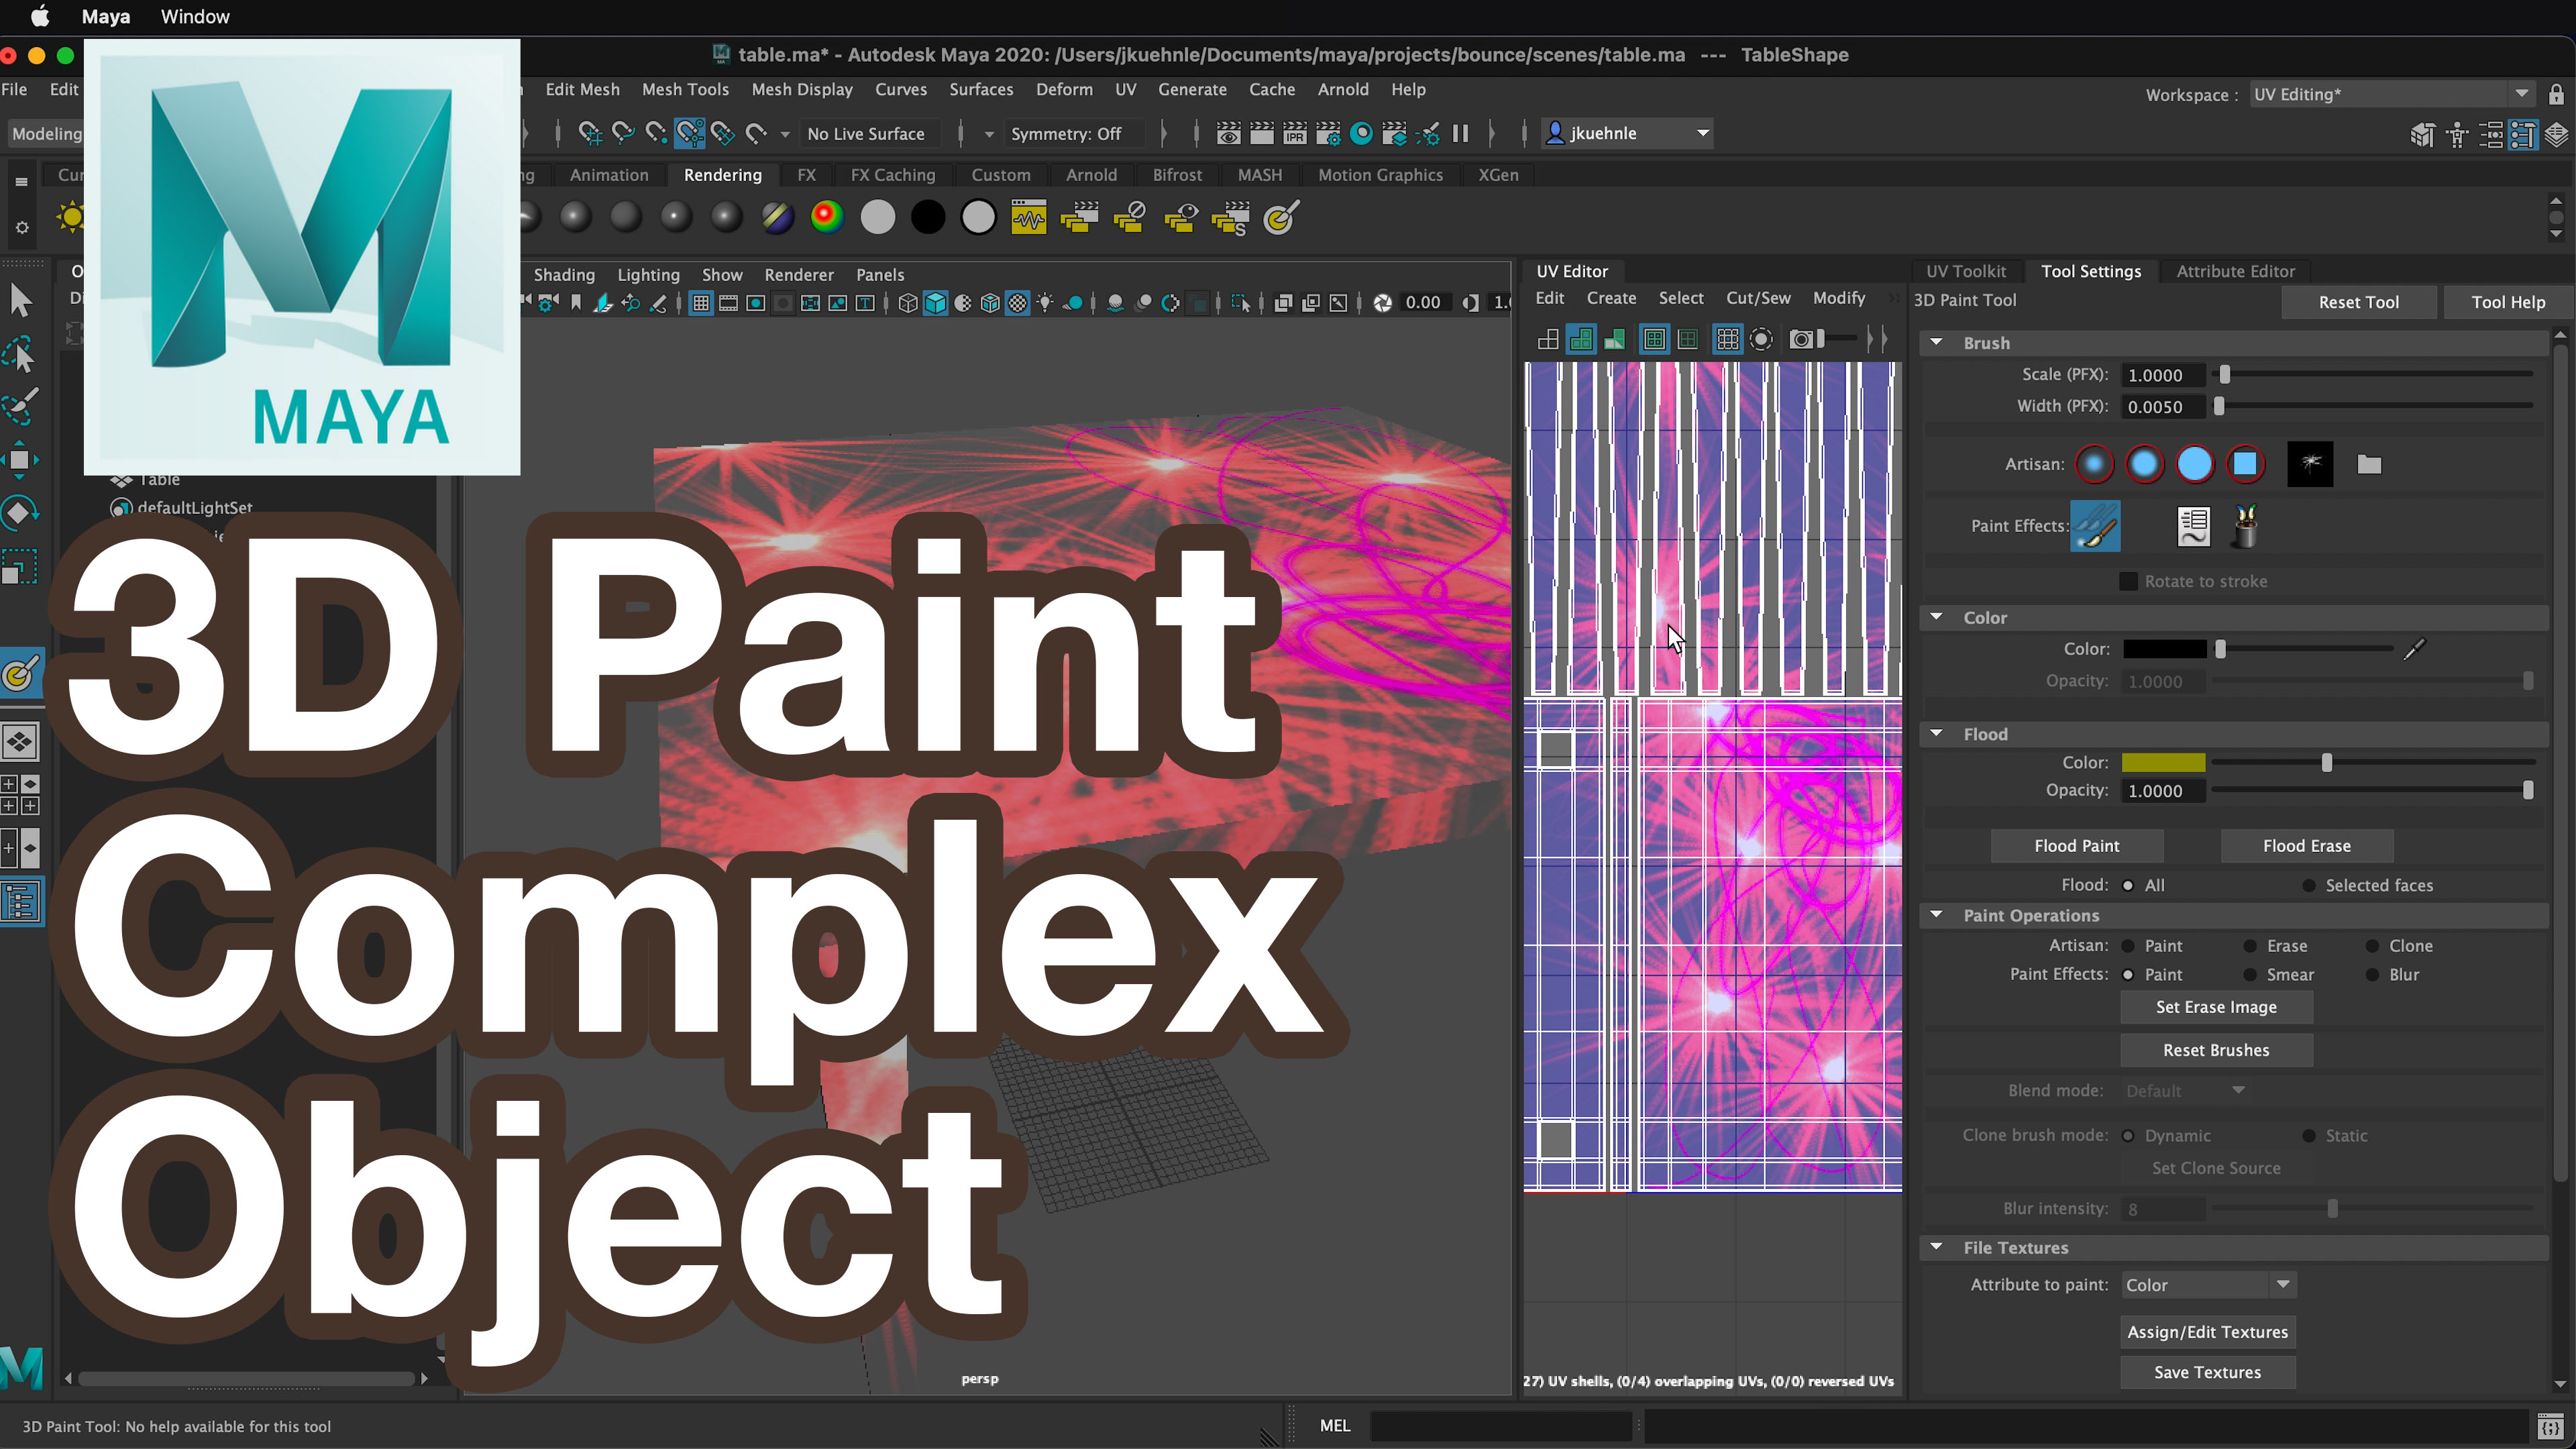 Maya Window
table.ma* - Autodesk Maya 2020: /Users/jkuehnle/Documents/maya/projects/bounce/scenes/table.ma --- TableShape
File Edit Edit Mesh Mesh Tools Mesh Display Curves Surfaces Deform UV Generate Cache Arnold Help
Workspace : UV Editing*
Modeling No Live Surface Symmetry: Off IPR jkuehnle
Animation Rendering FX FX Caching Custom Arnold Bifrost MASH Motion Graphics XGen
MAYA
Shading Lighting Show Renderer Panels
0.00
Table
defaultLightSet
3D Paint
Complex
Object
persp
UV Editor
Edit Create Select Cut/Sew Modify
27) UV shells, (0/4) overlapping UVs, (0/0) reversed UVs
UV Toolkit Tool Settings Attribute Editor
3D Paint Tool Reset Tool Tool Help
Brush
Scale (PFX): 1.0000
Width (PFX): 0.0050
Artisan:
Paint Effects:
Rotate to stroke
Color
Color:
Opacity: 1.0000
Flood
Color:
Opacity: 1.0000
Flood Paint Flood Erase
Flood: All Selected faces
Paint Operations
Artisan: Paint Erase Clone
Paint Effects: Paint Smear Blur
Set Erase Image
Reset Brushes
Blend mode: Default
Clone brush mode: Dynamic Static
Set Clone Source
Blur intensity: 8
File Textures
Attribute to paint: Color
Assign/Edit Textures
Save Textures
3D Paint Tool: No help available for this tool
MEL